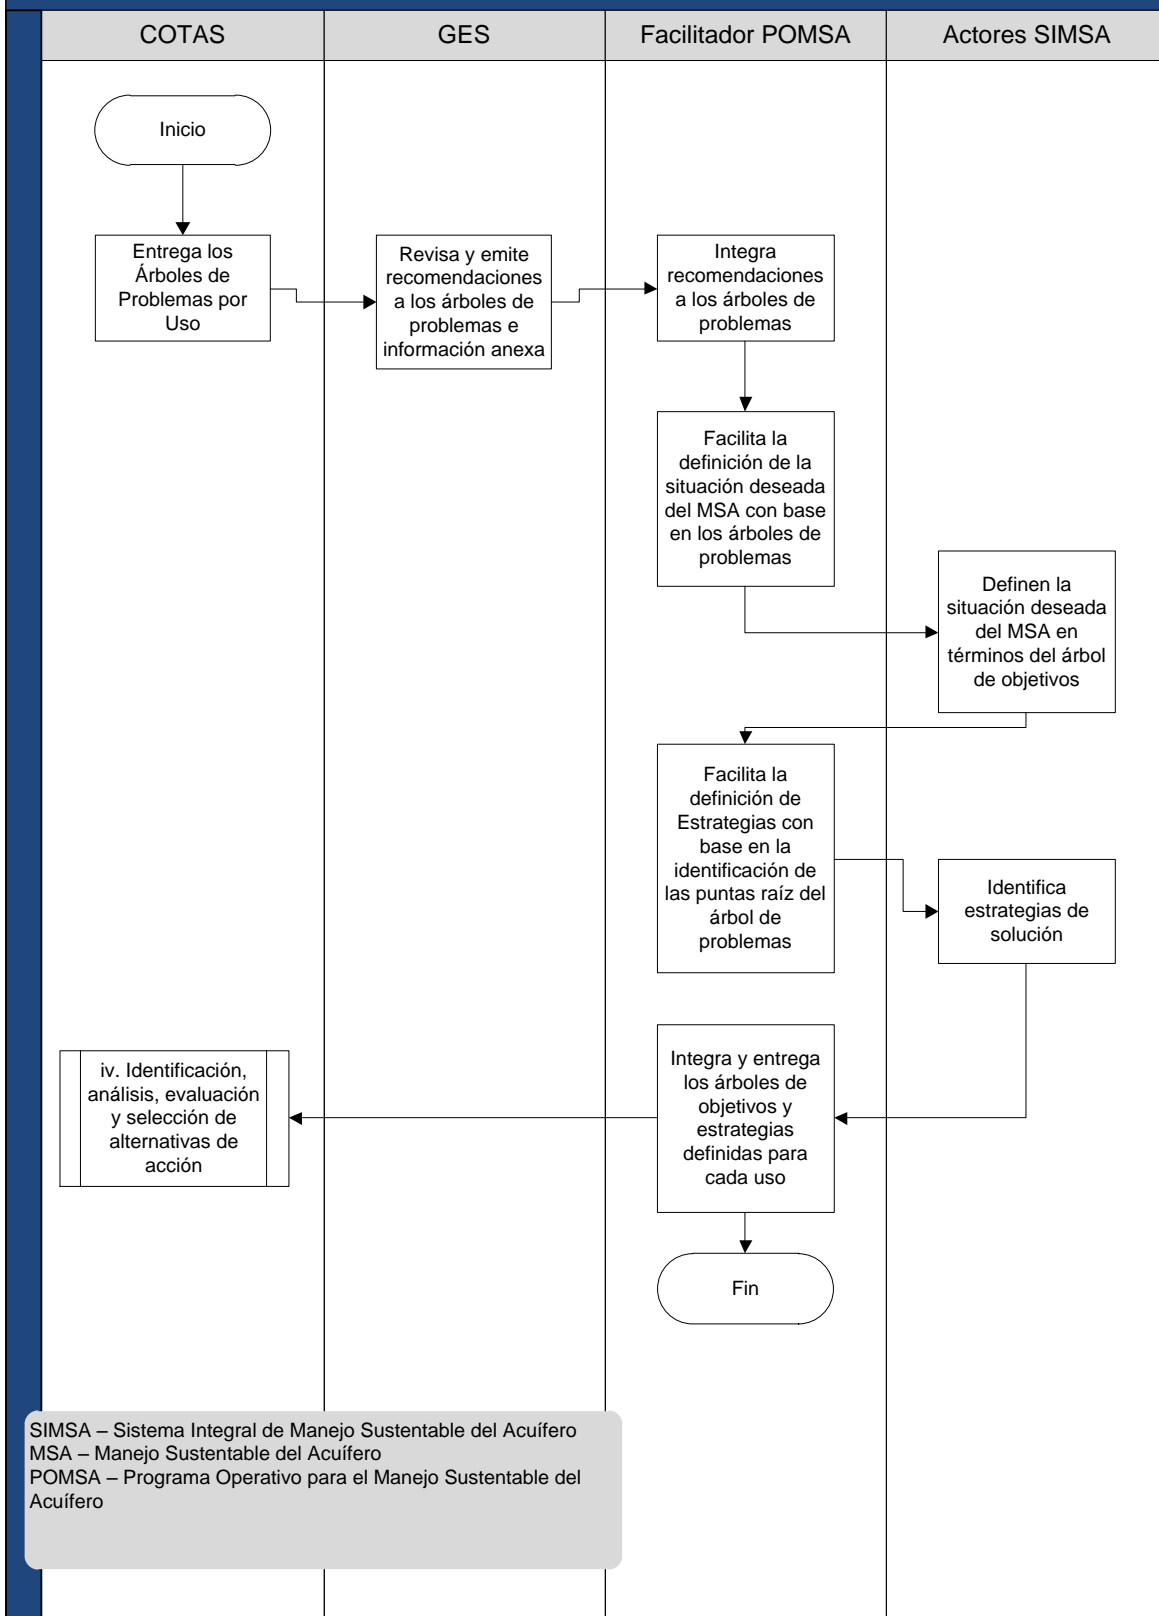 COTAS
GES
Facilitador POMSA
Actores SIMSA
Inicio
Entrega los
Árboles de
Problemas por
Uso
Revisa y emite
recomendaciones
a los árboles de
problemas e
información anexa
Integra
recomendaciones
a los árboles de
problemas
Facilita la
definición de la
situación deseada
del MSA con base
en los árboles de
problemas
Definen la
situación deseada
del MSA en
términos del árbol
de objetivos
Facilita la
definición de
Estrategias con
base en la
identificación de
las puntas raíz del
árbol de
problemas
Identifica
estrategias de
solución
Integra y entrega
los árboles de
objetivos y
estrategias
definidas para
cada uso
iv. Identificación,
análisis, evaluación
y selección de
alternativas de
acción
Fin
SIMSA – Sistema Integral de Manejo Sustentable del Acuífero
MSA – Manejo Sustentable del Acuífero
POMSA – Programa Operativo para el Manejo Sustentable del
Acuífero